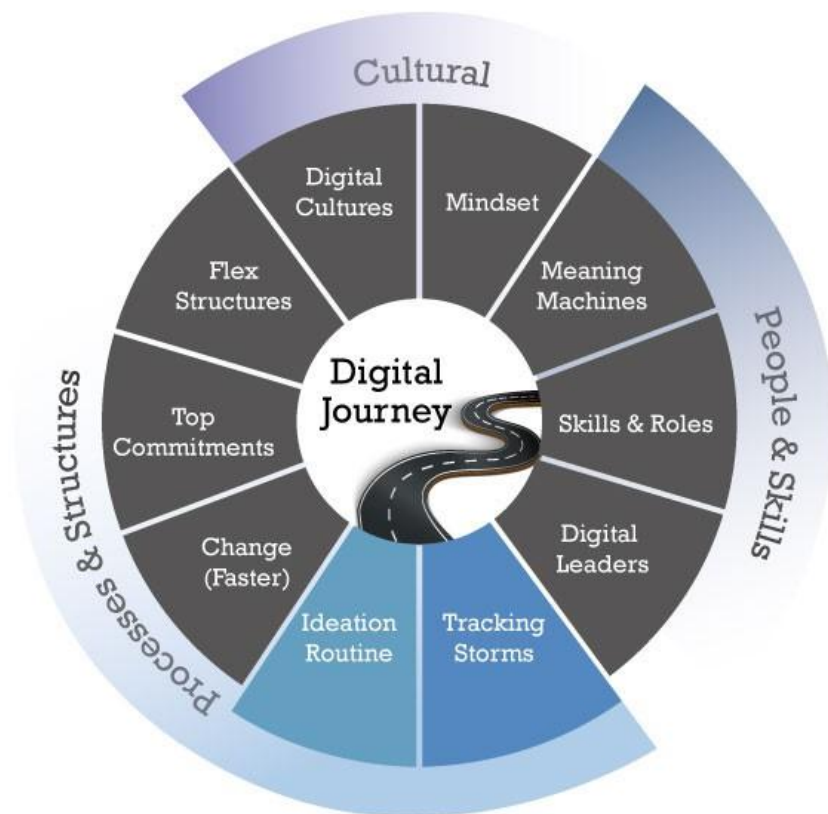 Cultural
Digital
Cultures
Mindset
Meaning
Machines
Skills & Roles
Digital
Leaders
Tracking
Storms
Ideation
Routine
Change
(Faster)
Top
Commitments
Flex
Structures
Digital
Journey
People & Skills
Processes & Structures